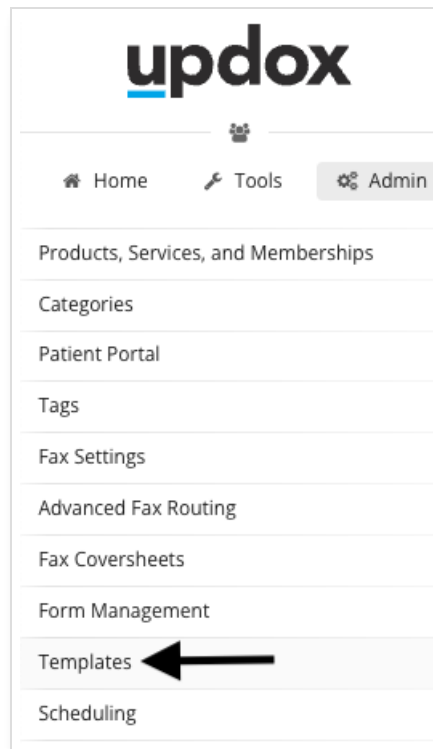 updox
Home Tools Admin
Products, Services, and Memberships
Categories
Patient Portal
Tags
Fax Settings
Advanced Fax Routing
Fax Coversheets
Form Management
Templates
Scheduling